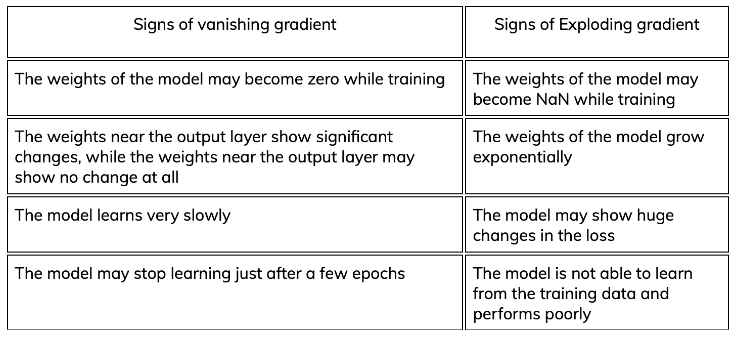 Signs of vanishing gradient
Signs of Exploding gradient
The weights of the model may become zero while training
The weights of the model may
become NaN while training
The weights near the output layer show significant
changes, while the weights near the output layer may
show no change at all
The weights of the model grow
exponentially
The model learns very slowly
The model may show huge
changes in the loss
The model may stop learning just after a few epochs
The model is not able to learn
from the training data and
performs poorly